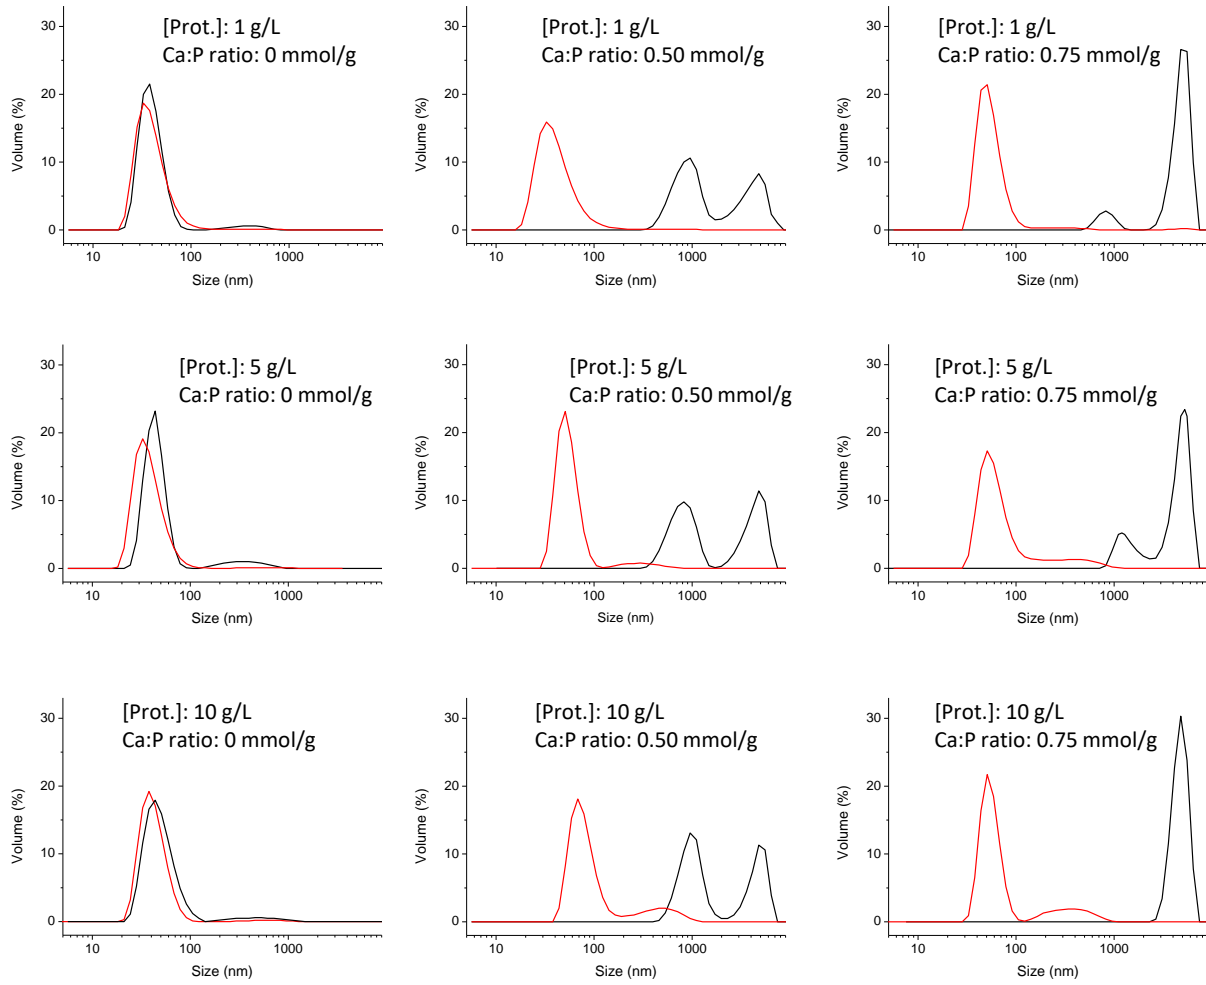 [Prot.]: 1 g/L
Ca:P ratio: 0 mmol/g
30
20
10
0
Volume (%)
10
100
1000
Size (nm)
[Prot.]: 1 g/L
Ca:P ratio: 0.50 mmol/g
30
20
10
0
Volume (%)
10
100
1000
Size (nm)
[Prot.]: 1 g/L
Ca:P ratio: 0.75 mmol/g
30
20
10
0
Volume (%)
10
100
1000
Size (nm)
[Prot.]: 5 g/L
Ca:P ratio: 0 mmol/g
30
20
10
0
Volume (%)
10
100
1000
Size (nm)
[Prot.]: 5 g/L
Ca:P ratio: 0.50 mmol/g
30
20
10
0
Volume (%)
10
100
1000
Size (nm)
[Prot.]: 5 g/L
Ca:P ratio: 0.75 mmol/g
30
20
10
0
Volume (%)
10
100
1000
Size (nm)
[Prot.]: 10 g/L
Ca:P ratio: 0 mmol/g
30
20
10
0
Volume (%)
10
100
1000
Size (nm)
[Prot.]: 10 g/L
Ca:P ratio: 0.50 mmol/g
30
20
10
0
Volume (%)
10
100
1000
Size (nm)
[Prot.]: 10 g/L
Ca:P ratio: 0.75 mmol/g
30
20
10
0
Volume (%)
10
100
1000
Size (nm)